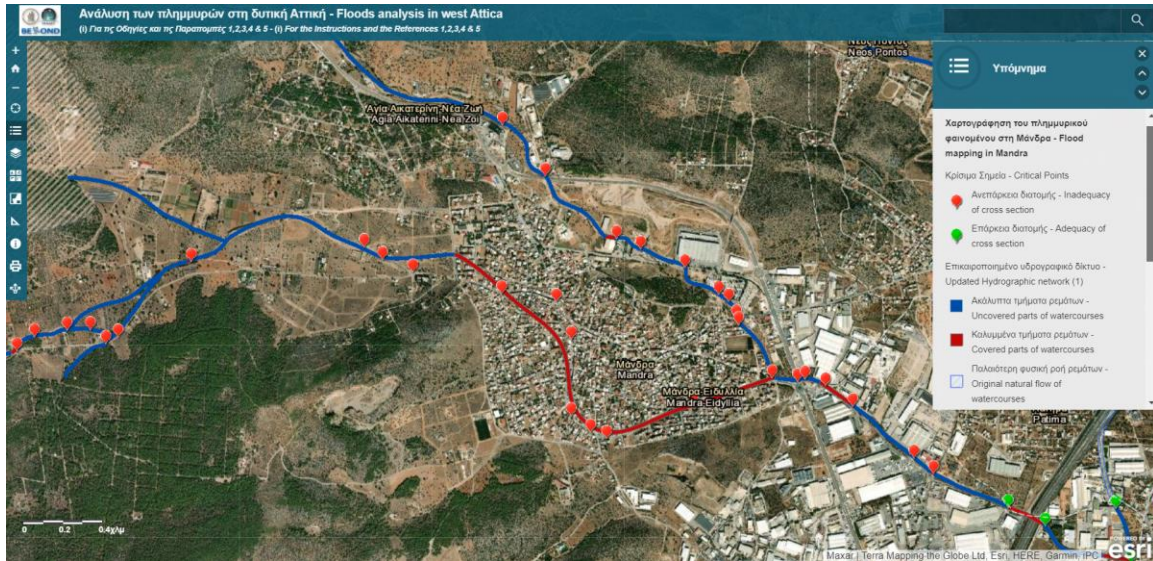 BEYOND
Ανάλυση των πλημμυρών στη δυτική Αττική - Floods analysis in west Attica
(i) Για τις Οδηγίες και τις Παραπομπές 1,2,3,4 & 5 - (i) For the Instructions and the References 1,2,3,4 & 5
Νέος Πόντος
Neos Pontos
Αγία Αικατερίνη-Νέα Ζωή
Agia Aikaterini-Nea Zoi
Μάνδρα
Mandra
Μάνδρα-Ειδυλλία
Mandra-Eidyllia
Υπόμνημα
Χαρτογράφηση του πλημμυρικού
φαινομένου στη Μάνδρα - Flood
mapping in Mandra
Κρίσιμα Σημεία - Critical Points
Ανεπάρκεια διατομής - Inadequacy
of cross section
Επάρκεια διατομής - Adequacy of
cross section
Επικαιροποιημένο υδρογραφικό δίκτυο -
Updated Hydrographic network (1)
Ακάλυπτα τμήματα ρεμάτων -
Uncovered parts of watercourses
Καλυμμένα τμήματα ρεμάτων -
Covered parts of watercourses
Παλαιότερη φυσική ροή ρεμάτων -
Original natural flow of
watercourses
Patima
0 0.2 0.4χλμ
Maxar | Terra Mapping the Globe Ltd, Esri, HERE, Garmin, iPC
POWERED BY
esri